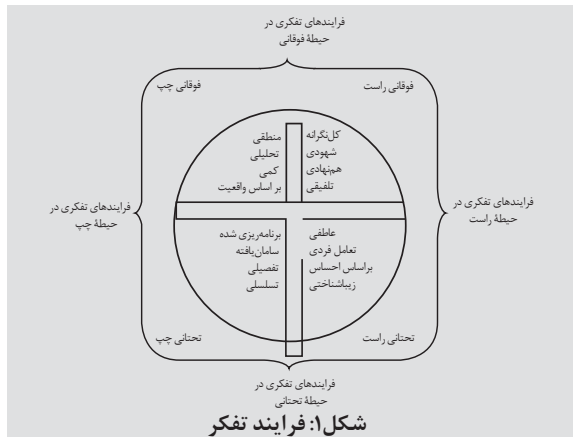 فرایندهای تفکری در
حیطهٔ فوقانی
فوقانی راست
فوقانی چپ
کل‌نگرانه
شهودی
هم‌نهادی
تلفیقی
منطقی
تحلیلی
کمی
بر اساس واقعیت
فرایندهای تفکری در
حیطهٔ راست
فرایندهای تفکری در
حیطهٔ چپ
عاطفی
تعامل فردی
براساس احساس
زیباشناختی
برنامه‌ریزی شده
سامان‌یافته
تفصیلی
تسلسلی
تحتانی راست
تحتانی چپ
فرایندهای تفکری در
حیطهٔ تحتانی
شکل۱: فرایند تفکر